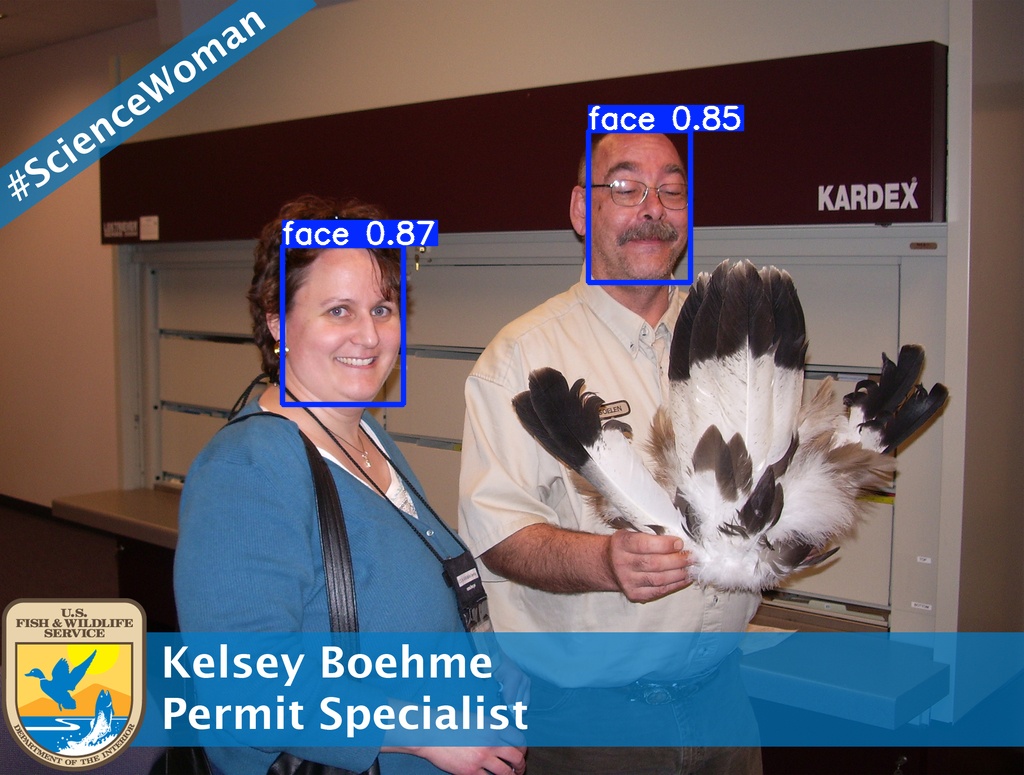 #ScienceWoman
face 0.85
KARDEX
face 0.87
U.S.
FISH & WILDLIFE
SERVICE
DEPARTMENT OF THE INTERIOR
Kelsey Boehme
Permit Specialist